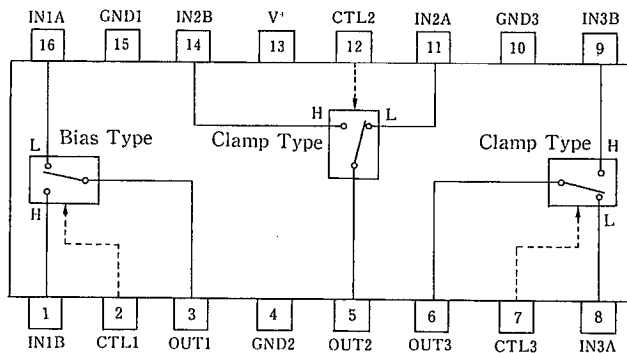 IN1A GND1 IN2B V+ CTL2 IN2A GND3 IN3B
16 15 14 13 12 11 10 9
H L
L Bias Type Clamp Type Clamp Type H
H L
1 2 3 4 5 6 7 8
IN1B CTL1 OUT1 GND2 OUT2 OUT3 CTL3 IN3A